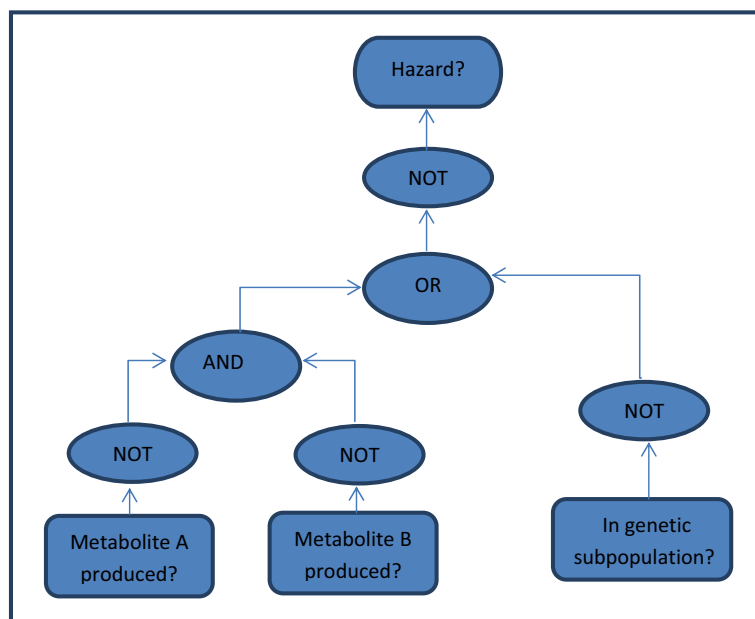 Hazard?
NOT
OR
AND
NOT
NOT
NOT
Metabolite A
produced?
Metabolite B
produced?
In genetic
subpopulation?